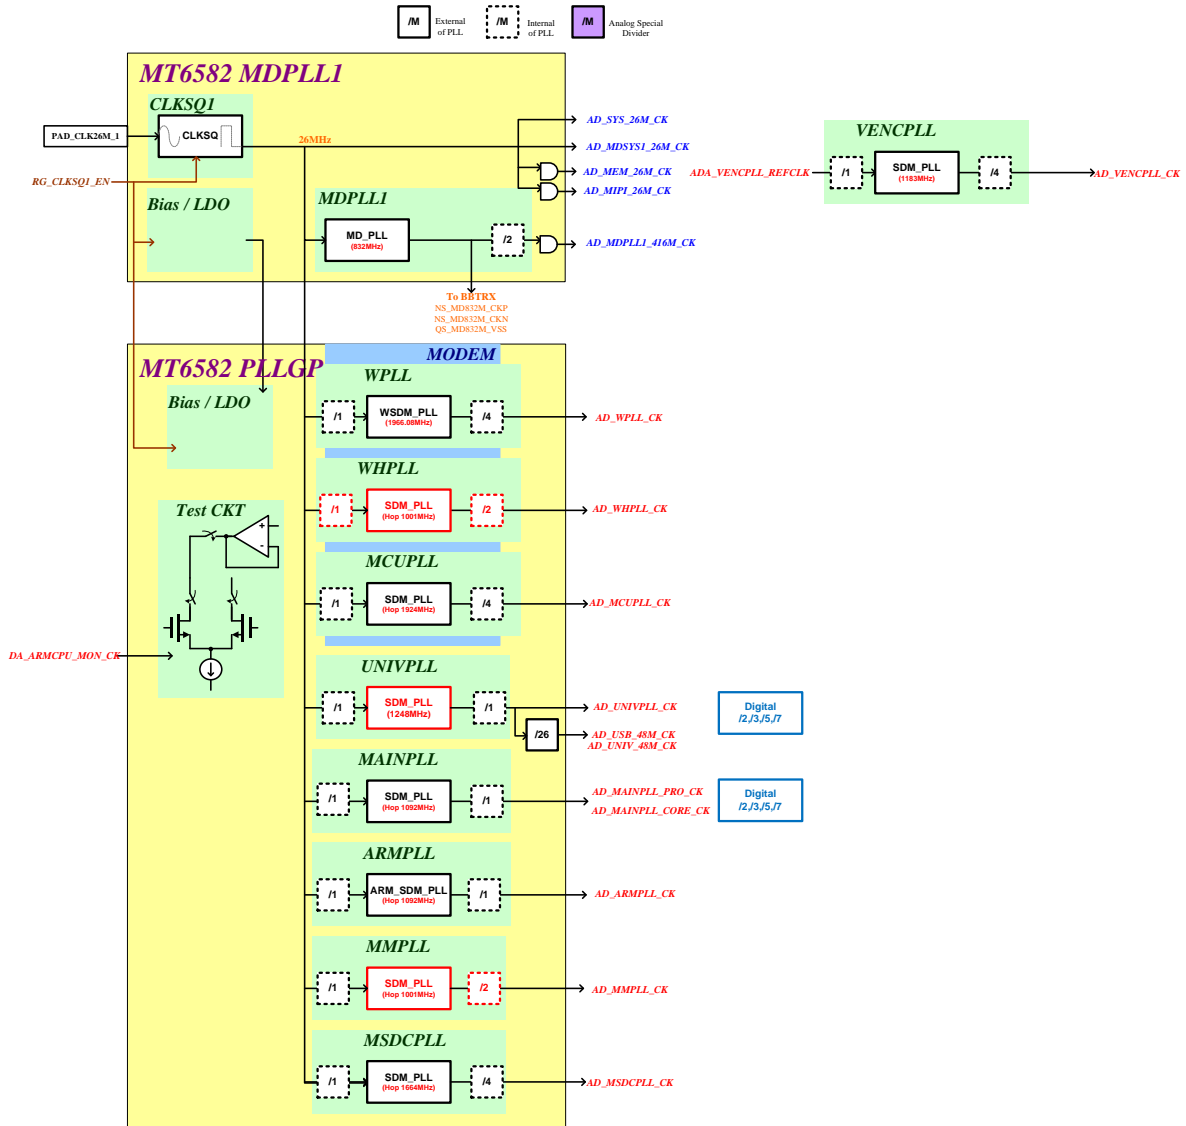 /M External of PLL
/M Internal of PLL
/M Analog Special Divider
MT6582 MDPLL1
CLKSQ1
PAD_CLK26M_1
CLKSQ
26MHz
RG_CLKSQ1_EN
Bias / LDO
MDPLL1
MD_PLL
(832MHz)
/2
AD_SYS_26M_CK
AD_MDSYS1_26M_CK
AD_MEM_26M_CK
AD_MIPI_26M_CK
AD_MDPLL1_416M_CK
To BBTRX
NS_MD832M_CKP
NS_MD832M_CKN
QS_MD832M_VSS
VENCPLL
ADA_VENCPLL_REFCLK
/1
SDM_PLL
(1183MHz)
/4
AD_VENCPLL_CK
MT6582 PLLGP
MODEM
Bias / LDO
WPLL
/1
WSDM_PLL
(1966.08MHz)
/4
AD_WPLL_CK
WHPLL
/1
SDM_PLL
(Hop 1001MHz)
/2
AD_WHPLL_CK
Test CKT
+
-
DA_ARMCPU_MON_CK
MCUPLL
/1
SDM_PLL
(Hop 1924MHz)
/4
AD_MCUPLL_CK
UNIVPLL
/1
SDM_PLL
(1248MHz)
/1
/26
AD_UNIVPLL_CK
AD_USB_48M_CK
AD_UNIV_48M_CK
Digital
/2,/3,/5,/7
MAINPLL
/1
SDM_PLL
(Hop 1092MHz)
/1
AD_MAINPLL_PRO_CK
AD_MAINPLL_CORE_CK
Digital
/2,/3,/5,/7
ARMPLL
/1
ARM_SDM_PLL
(Hop 1092MHz)
/1
AD_ARMPLL_CK
MMPLL
/1
SDM_PLL
(Hop 1001MHz)
/2
AD_MMPLL_CK
MSDCPLL
/1
SDM_PLL
(Hop 1664MHz)
/4
AD_MSDCPLL_CK